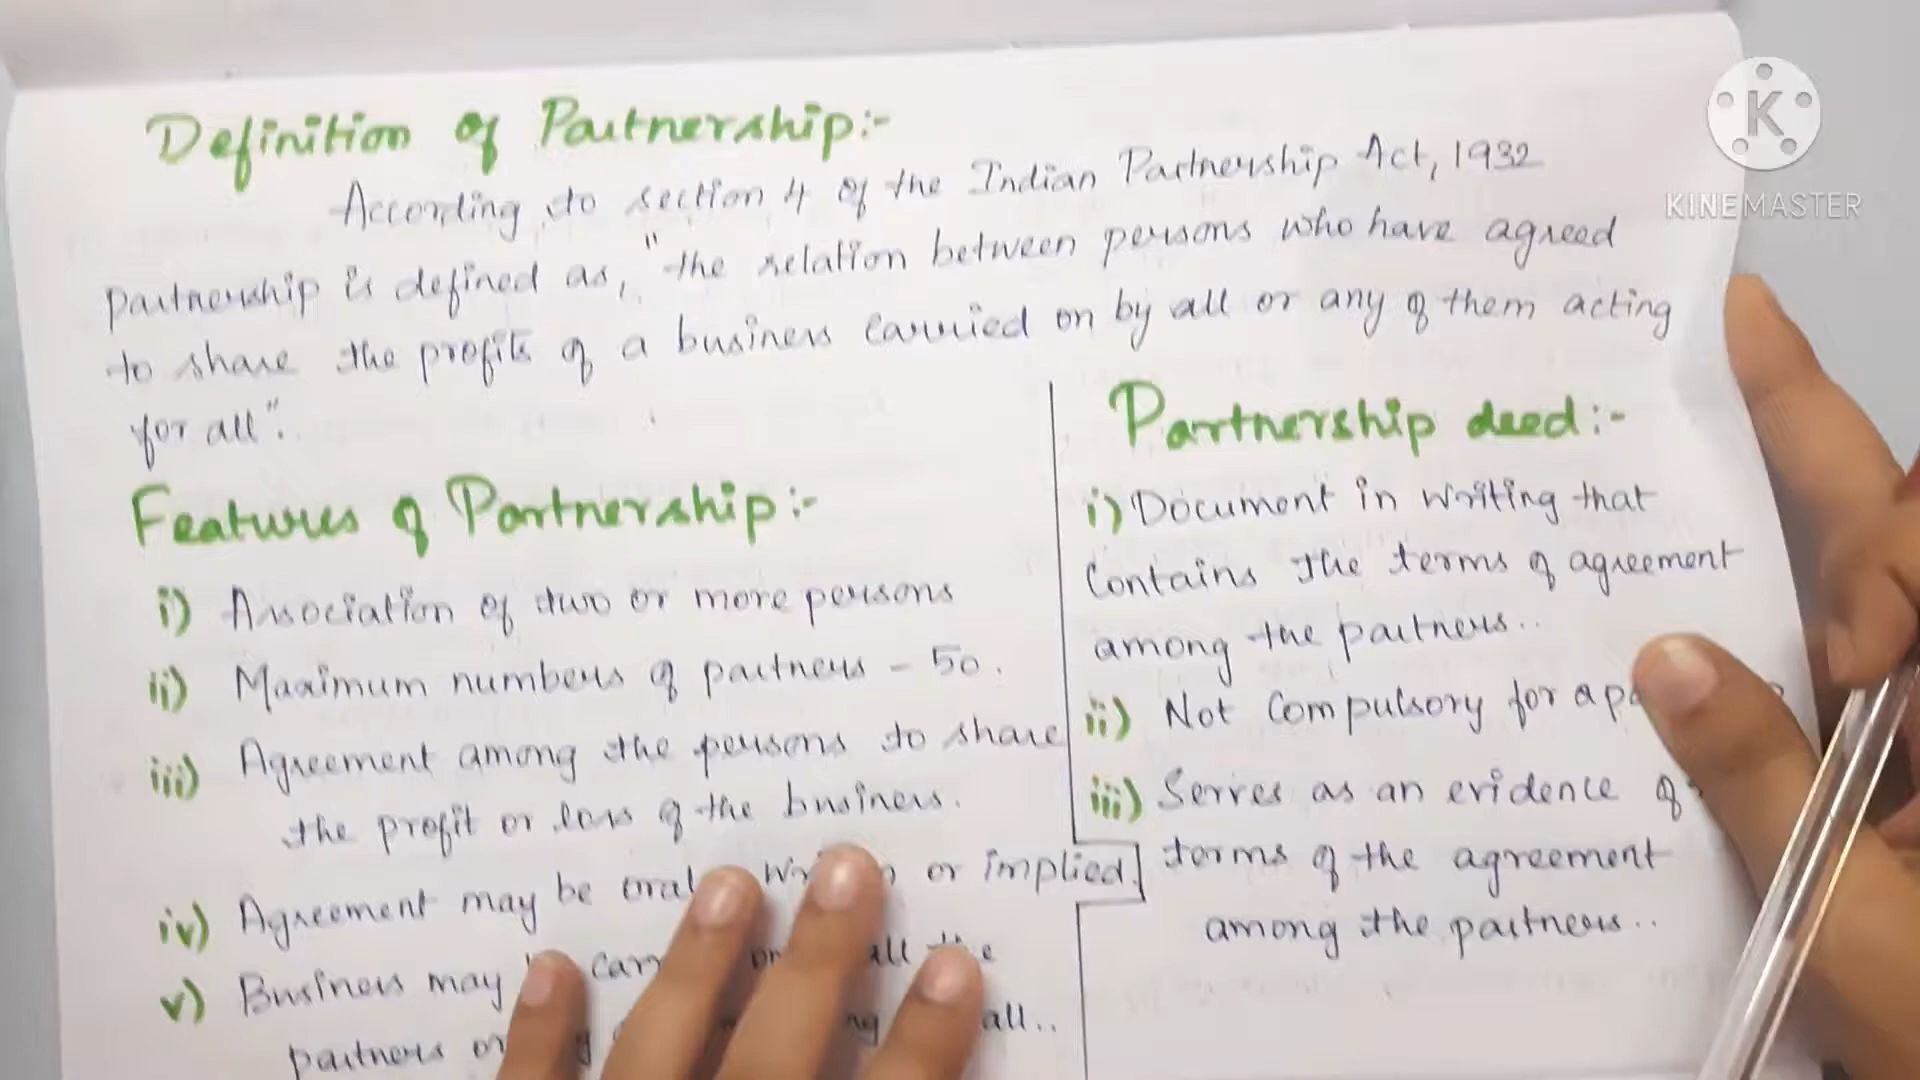 Definition of Partnership:-
According to section 4 of the Indian Partnership Act, 1932
partnership is defined as, "the relation between persons who have agreed
to share the profits of a business carried on by all or any of them acting
for all".
Features of Partnership:-
i) Association of two or more persons
ii) Maximum numbers of partners - 50.
iii) Agreement among the persons to share
the profit or loss of the business.
iv) Agreement may be oral or implied.
v) Business may all the
partners or all..
Partnership deed:-
i) Document in writing that
contains the terms of agreement
among the partners..
ii) Not compulsory for a
iii) Serves as an evidence of
terms of the agreement
among the partners..
K
KINEMASTER